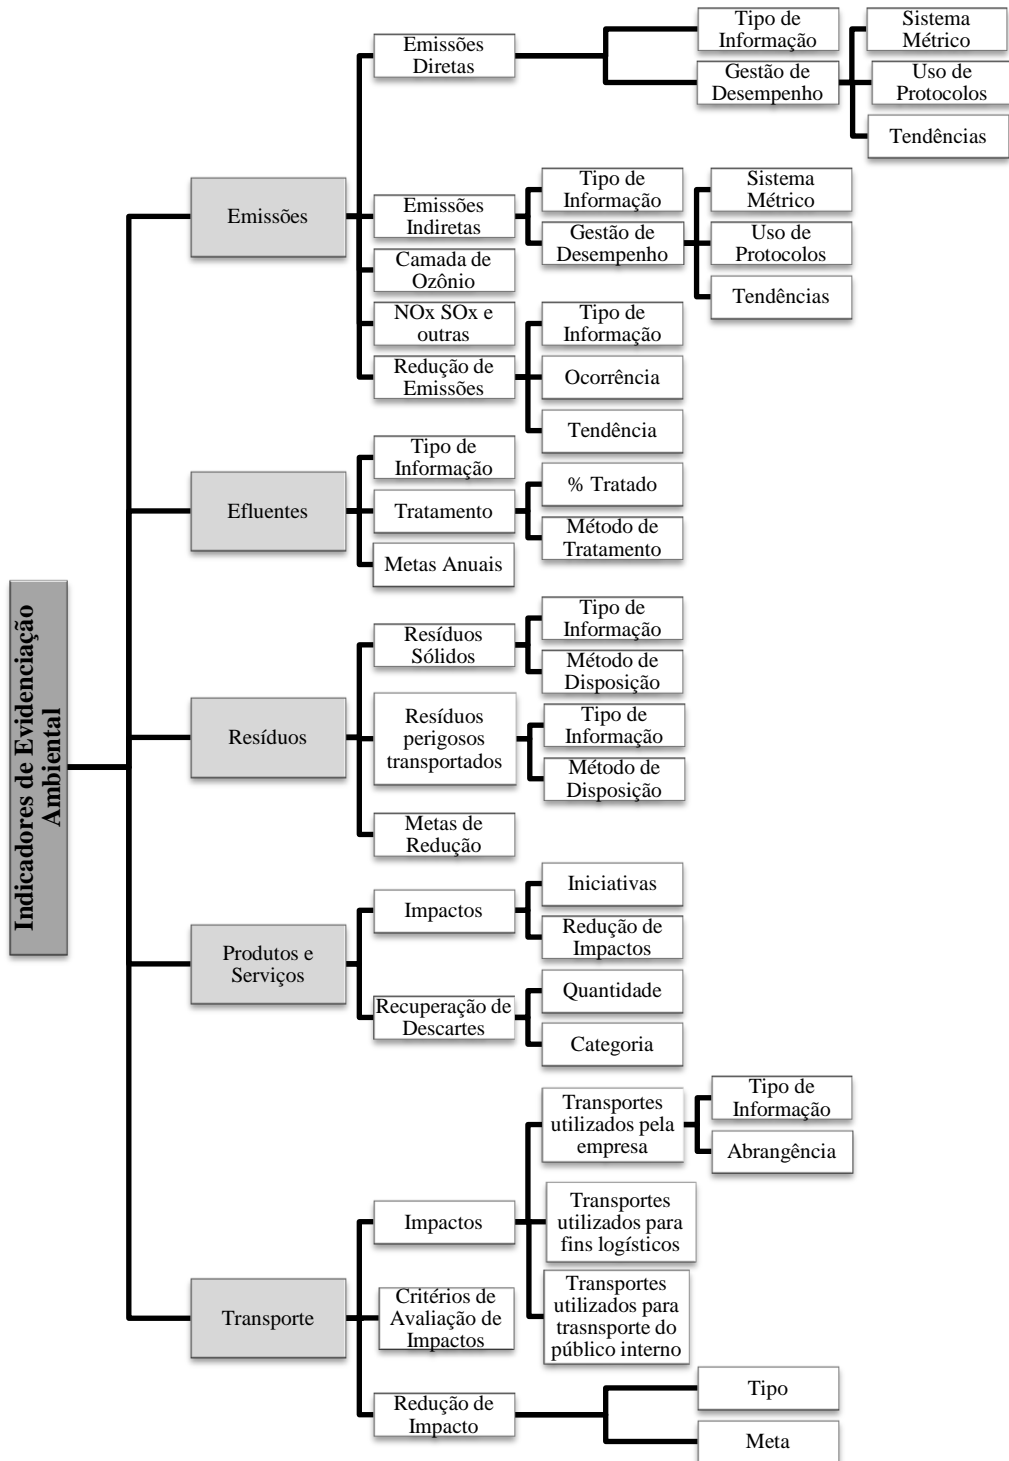 Indicadores de Evidenciação
Ambiental
Emissões
Emissões
Diretas
Tipo de
Informação
Gestão de
Desempenho
Sistema
Métrico
Uso de
Protocolos
Tendências
Emissões
Indiretas
Tipo de
Informação
Gestão de
Desempenho
Sistema
Métrico
Uso de
Protocolos
Tendências
Camada de
Ozônio
NOx SOx e
outras
Redução de
Emissões
Tipo de
Informação
Ocorrência
Tendência
Efluentes
Tipo de
Informação
Tratamento
% Tratado
Método de
Tratamento
Metas Anuais
Resíduos
Resíduos
Sólidos
Tipo de
Informação
Método de
Disposição
Resíduos
perigosos
transportados
Tipo de
Informação
Método de
Disposição
Metas de
Redução
Produtos e
Serviços
Impactos
Iniciativas
Redução de
Impactos
Recuperação de
Descartes
Quantidade
Categoria
Transporte
Impactos
Transportes
utilizados pela
empresa
Tipo de
Informação
Abrangência
Transportes
utilizados para
fins logísticos
Transportes
utilizados para
trasnsporte do
público interno
Critérios de
Avaliação de
Impactos
Redução de
Impacto
Tipo
Meta